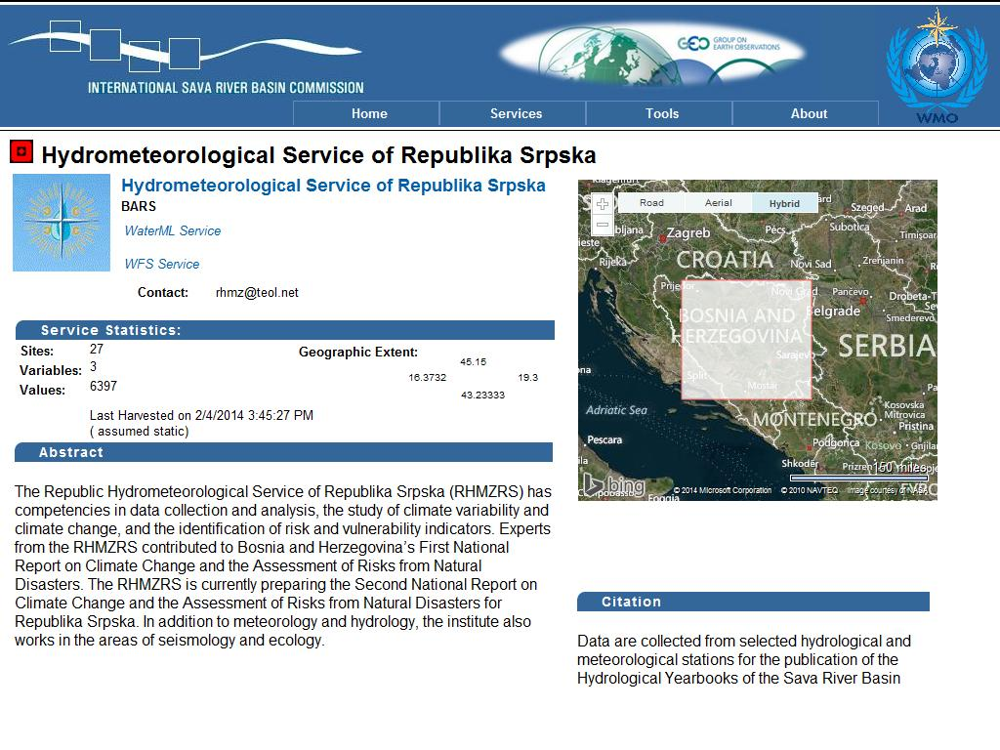 INTERNATIONAL SAVA RIVER BASIN COMMISSION
GEO GROUP ON
EARTH OBSERVATIONS
WMO
Home Services Tools About
Hydrometeorological Service of Republika Srpska
Hydrometeorological Service of Republika Srpska
BARS
WaterML Service
WFS Service
Contact: rhmz@teol.net
Service Statistics:
Sites: 27
Variables: 3
Values: 6397
Geographic Extent:
45.15
16.3732 19.3
43.23333
Last Harvested on 2/4/2014 3:45:27 PM
( assumed static)
Abstract
The Republic Hydrometeorological Service of Republika Srpska (RHMZRS) has
competencies in data collection and analysis, the study of climate variability and
climate change, and the identification of risk and vulnerability indicators. Experts
from the RHMZRS contributed to Bosnia and Herzegovina’s First National
Report on Climate Change and the Assessment of Risks from Natural
Disasters. The RHMZRS is currently preparing the Second National Report on
Climate Change and the Assessment of Risks from Natural Disasters for
Republika Srpska. In addition to meteorology and hydrology, the institute also
works in the areas of seismology and ecology.
Road Aerial Hybrid
Szeged Arad
bljana Zagreb Pécs Subotica Timişoar
ieste
Rijeka CROATIA Novi Sad Zrenjanin
Prijedor Novi Grad Pančevo Drobeta-T
BOSNIA AND Belgrade Smederevo
HERZEGOVINA SERBIA
Sarajevo
Split
ona Mostar
Adriatic Sea MONTENEGRO Kosovska
Mitrovica
Pristina
Pescara Podgorica Kosovo Gnjilan
Shkodër Prizren
150 miles
bing © 2014 Microsoft Corporation © 2010 NAVTEQ Image courtesy of NASA
Foggia
Citation
Data are collected from selected hydrological and
meteorological stations for the publication of the
Hydrological Yearbooks of the Sava River Basin